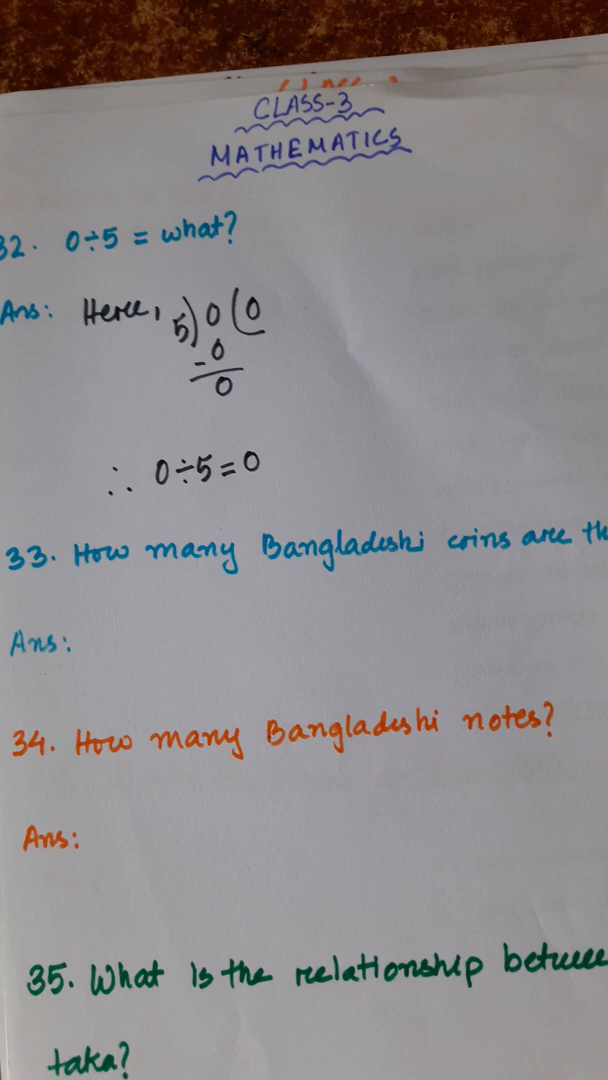 CLASS-3
MATHEMATICS
32. 0÷5 = what?
Ans: Here, 5)0(0
-0
0
∴ 0÷5=0
33. How many Bangladeshi coins are th
Ans:
34. How many Bangladeshi notes?
Ans:
35. What is the relationship betwee
taka?